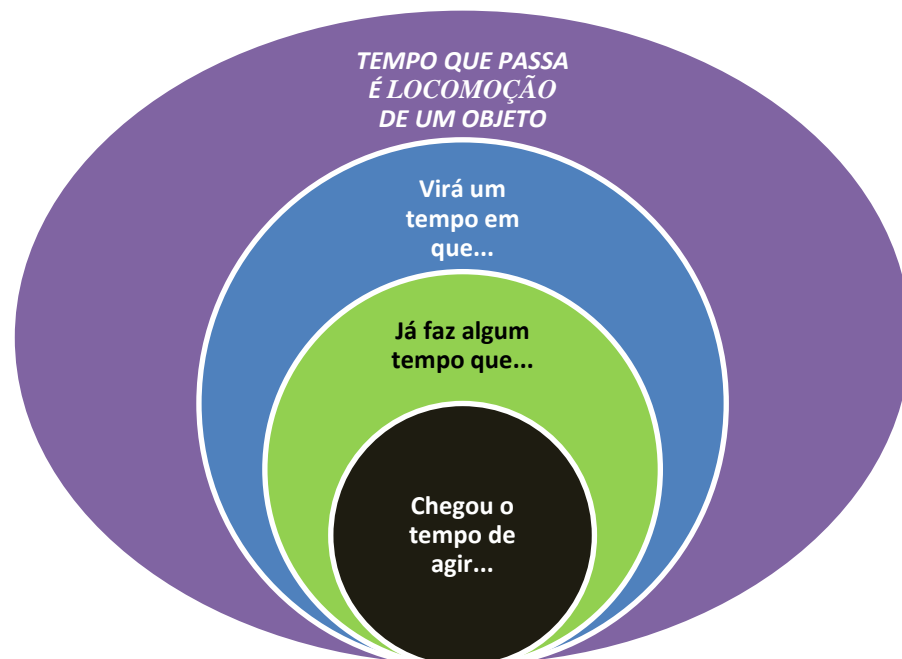 TEMPO QUE PASSA
É LOCOMOÇÃO
DE UM OBJETO
Virá um
tempo em
que...
Já faz algum
tempo que...
Chegou o
tempo de
agir...